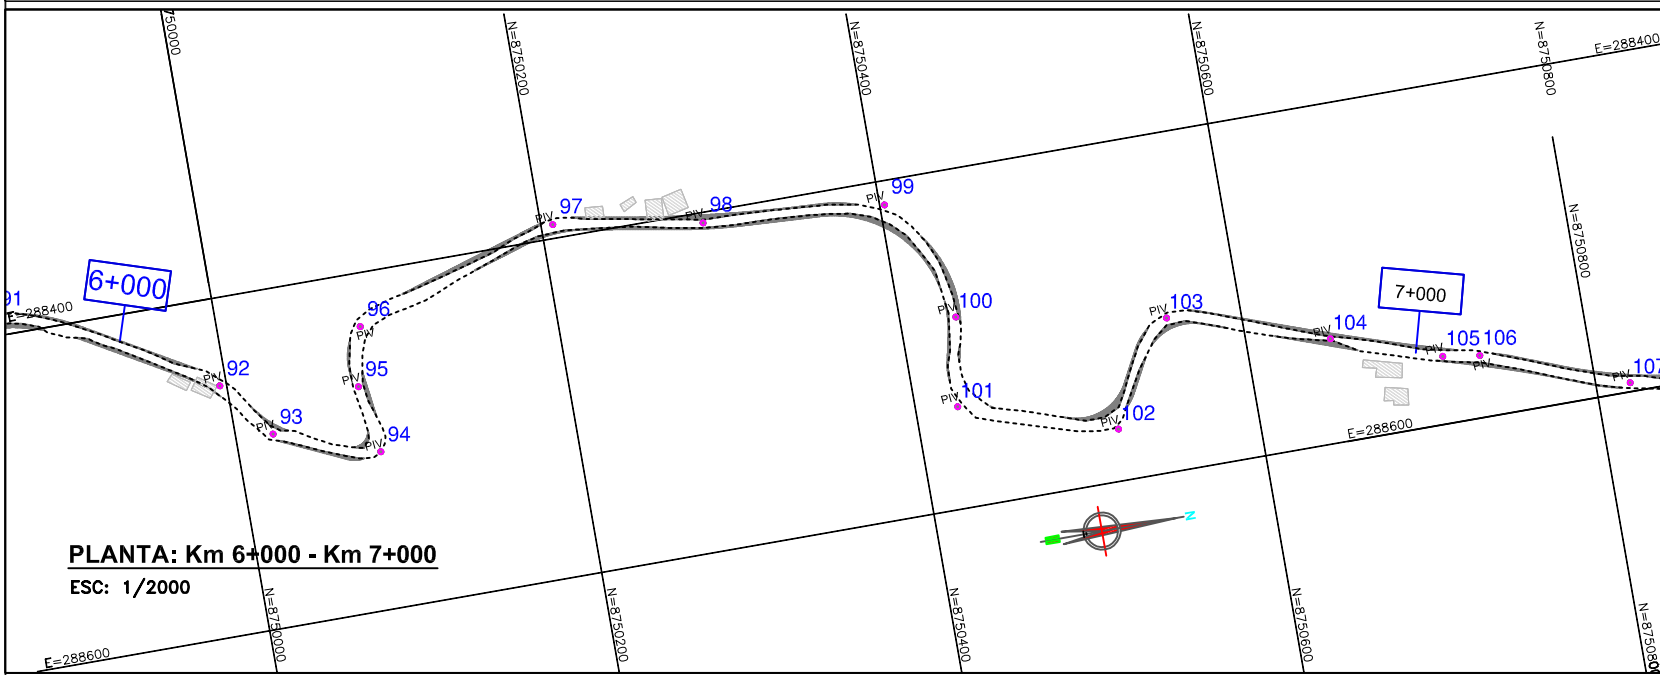 750000
N=8750200
N=8750400
N=8750600
N=8750800
E=288400
N=8750800
91
E=288400
6+000
PIV 92
PIV 93
PIV 94
PIV 95
PIV 96
PIV 97
PIV 98
PIV 99
PIV 100
PIV 101
PIV 102
PIV 103
PIV 104
7+000
PIV 105
PIV 106
PIV 107
E=288600
N
PLANTA: Km 6+000 - Km 7+000
ESC: 1/2000
E=288600
N=8750000
N=8750200
N=8750400
N=8750600